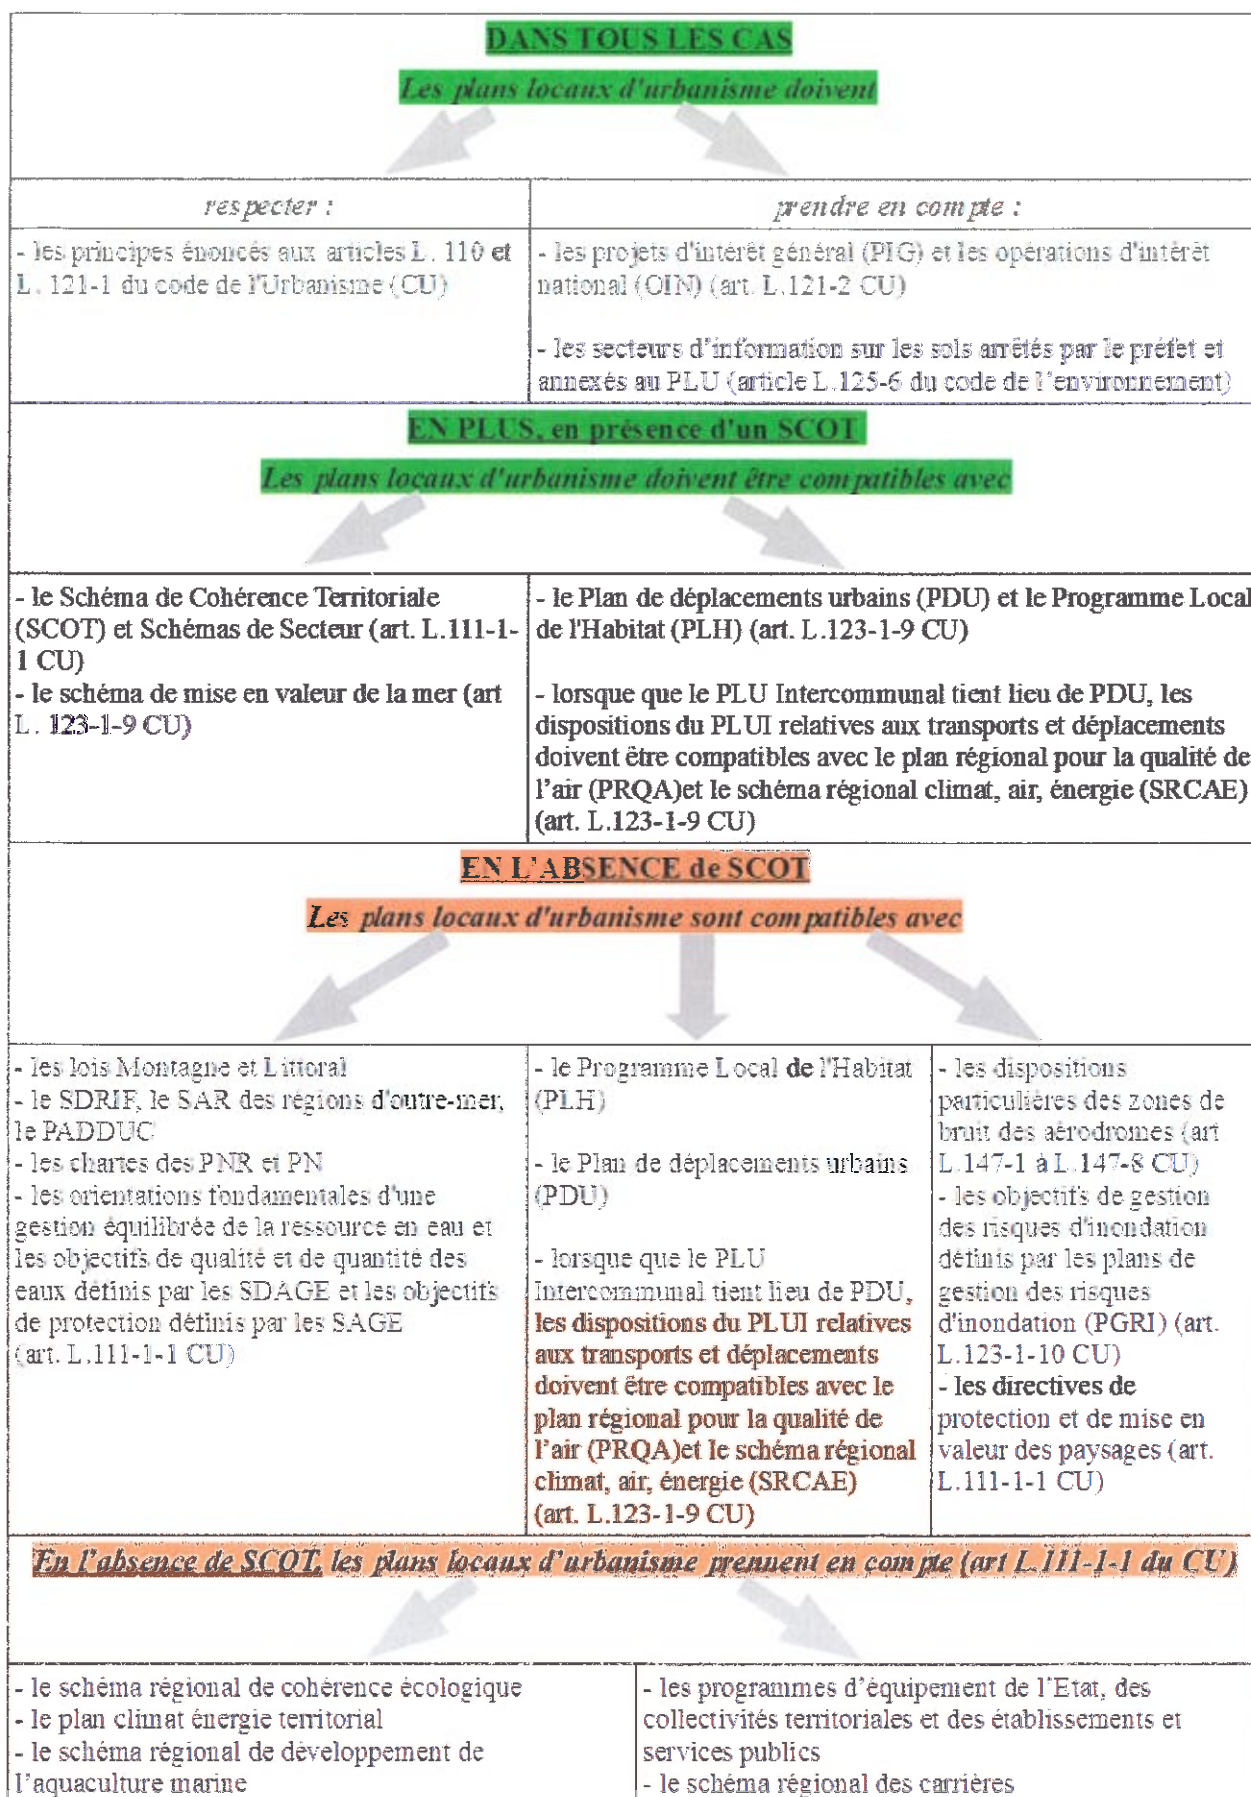 DANS TOUS LES CAS
Les plans locaux d'urbanisme doivent
respecter :
- les principes énoncés aux articles L. 110 et
L. 121-1 du code de l'Urbanisme (CU)
prendre en compte :
- les projets d'intérêt général (PIG) et les opérations d'intérêt
national (OIN) (art. L.121-2 CU)
- les secteurs d'information sur les sols arrêtés par le préfet et
annexés au PLU (article L.125-6 du code de l'environnement)
EN PLUS, en présence d'un SCOT
Les plans locaux d'urbanisme doivent être compatibles avec
- le Schéma de Cohérence Territoriale
(SCOT) et Schémas de Secteur (art. L.111-1-
1 CU)
- le schéma de mise en valeur de la mer (art
L. 123-1-9 CU)
- le Plan de déplacements urbains (PDU) et le Programme Local
de l'Habitat (PLH) (art. L.123-1-9 CU)
- lorsque que le PLU Intercommunal tient lieu de PDU, les
dispositions du PLUI relatives aux transports et déplacements
doivent être compatibles avec le plan régional pour la qualité de
l'air (PRQA)et le schéma régional climat, air, énergie (SRCAE)
(art. L.123-1-9 CU)
EN L'ABSENCE de SCOT
Les plans locaux d'urbanisme sont compatibles avec
- les lois Montagne et Littoral
- le SDRIF, le SAR des régions d'outre-mer,
le PADDUC
- les chartes des PNR et PN
- les orientations fondamentales d'une
gestion équilibrée de la ressource en eau et
les objectifs de qualité et de quantité des
eaux définis par les SDAGE et les objectifs
de protection définis par les SAGE
(art. L.111-1-1 CU)
- le Programme Local de l'Habitat
(PLH)
- le Plan de déplacements urbains
(PDU)
- lorsque que le PLU
Intercommunal tient lieu de PDU,
les dispositions du PLUI relatives
aux transports et déplacements
doivent être compatibles avec le
plan régional pour la qualité de
l'air (PRQA)et le schéma régional
climat, air, énergie (SRCAE)
(art. L.123-1-9 CU)
- les dispositions
particulières des zones de
bruit des aérodromes (art
L.147-1 à L.147-8 CU)
- les objectifs de gestion
des risques d'inondation
définis par les plans de
gestion des risques
d'inondation (PGRI) (art.
L.123-1-10 CU)
- les directives de
protection et de mise en
valeur des paysages (art.
L.111-1-1 CU)
En l'absence de SCOT, les plans locaux d'urbanisme prennent en compte (art L.111-1-1 du CU)
- le schéma régional de cohérence écologique
- le plan climat énergie territorial
- le schéma régional de développement de
l'aquaculture marine
- les programmes d'équipement de l'Etat, des
collectivités territoriales et des établissements et
services publics
- le schéma régional des carrières